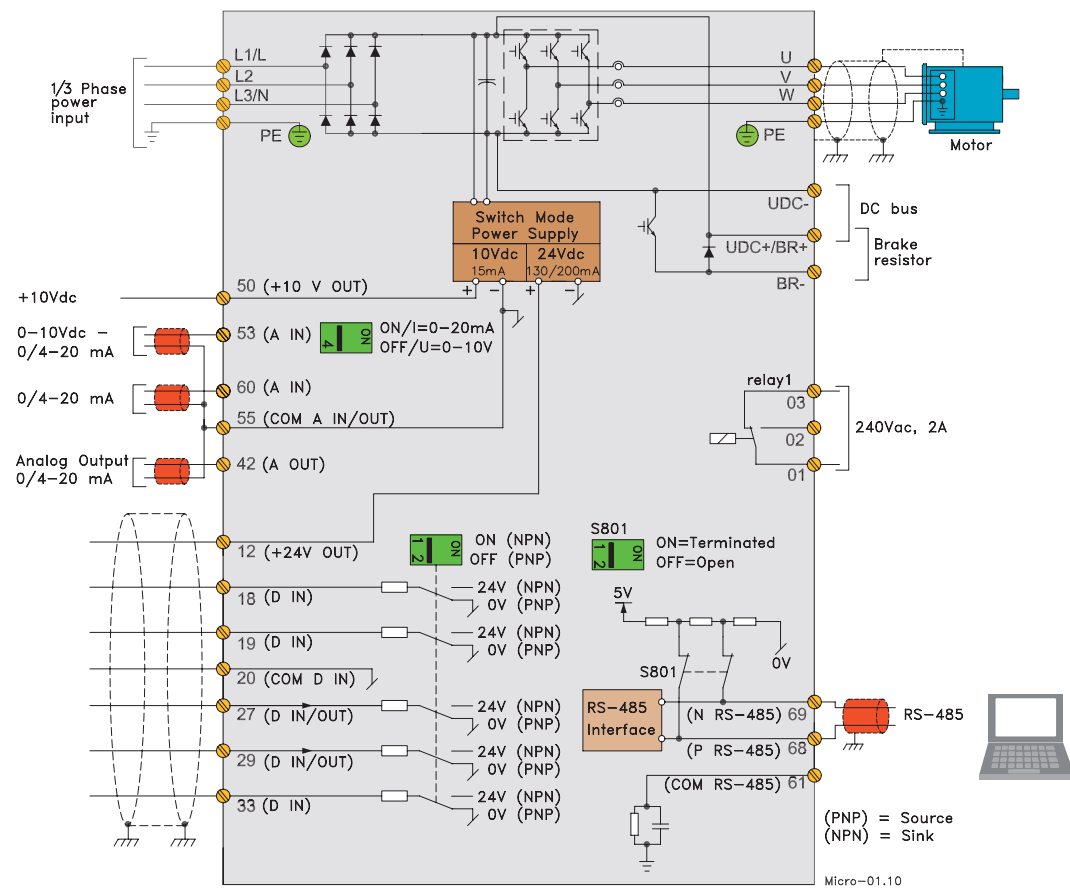 1/3 Phase
power
input
L1/L
L2
L3/N
PE
U
V
W
PE
Motor
UDC-
DC bus
UDC+/BR+
Brake
resistor
BR-
Switch Mode
Power Supply
10Vdc
15mA
24Vdc
130/200mA
+ - + -
+10Vdc
50 (+10 V OUT)
0-10Vdc -
0/4-20 mA
53 (A IN)
ON
4
ON/I=0-20mA
OFF/U=0-10V
0/4-20 mA
60 (A IN)
55 (COM A IN/OUT)
Analog Output
0/4-20 mA
42 (A OUT)
relay1
03
02
01
240Vac, 2A
12 (+24V OUT)
ON
1 2
ON (NPN)
OFF (PNP)
S801
ON
1 2
ON=Terminated
OFF=Open
18 (D IN)
24V (NPN)
0V (PNP)
19 (D IN)
24V (NPN)
0V (PNP)
20 (COM D IN)
27 (D IN/OUT)
24V (NPN)
0V (PNP)
29 (D IN/OUT)
24V (NPN)
0V (PNP)
33 (D IN)
24V (NPN)
0V (PNP)
5V
0V
S801
RS-485
Interface
(N RS-485) 69
(P RS-485) 68
(COM RS-485) 61
RS-485
(PNP) = Source
(NPN) = Sink
Micro-01.10